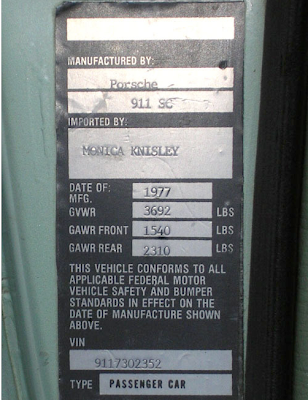 MANUFACTURED BY:
Porsche
911 SC
IMPORTED BY:
MONICA KNISLEY
DATE OF: MFG. 1977
GVWR 3692 LBS
GAWR FRONT 1540 LBS
GAWR REAR 2310 LBS
THIS VEHICLE CONFORMS TO ALL
APPLICABLE FEDERAL MOTOR
VEHICLE SAFETY AND BUMPER
STANDARDS IN EFFECT ON THE
DATE OF MANUFACTURE SHOWN
ABOVE.
VIN
9117302352
TYPE PASSENGER CAR